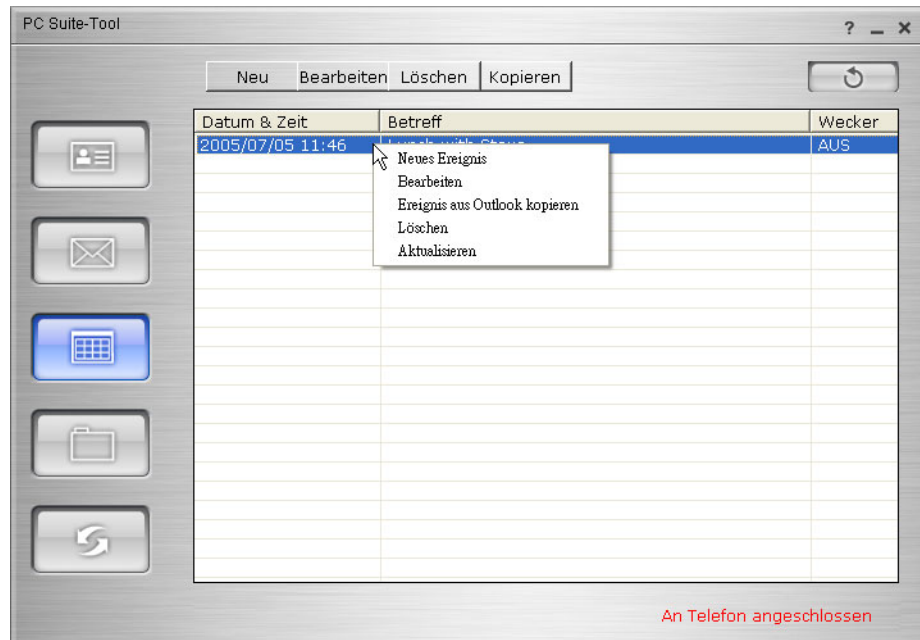 PC Suite-Tool
?
Neu Bearbeiten Löschen Kopieren
Datum & Zeit Betreff Wecker
2005/07/05 11:46 AUS
Neues Ereignis
Bearbeiten
Ereignis aus Outlook kopieren
Löschen
Aktualisieren
An Telefon angeschlossen